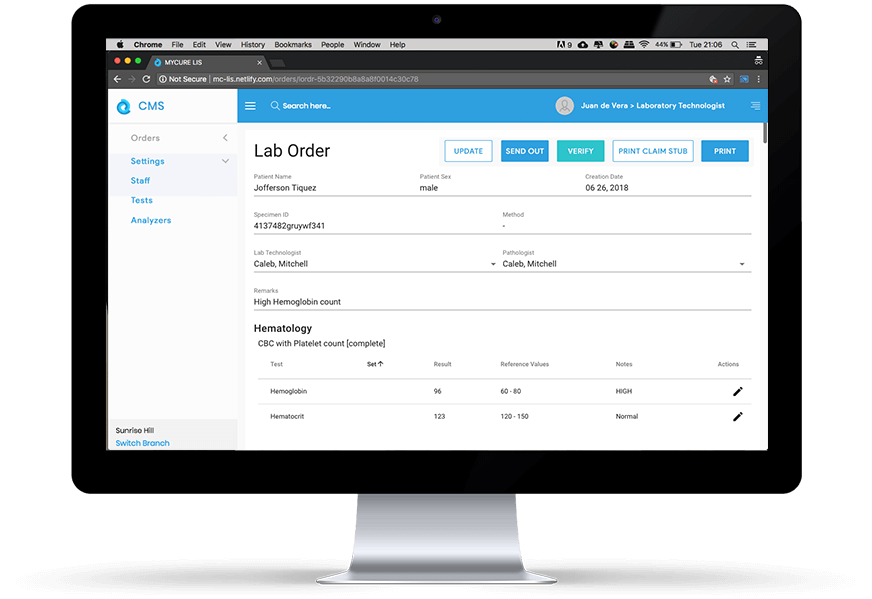 Chrome File Edit View History Bookmarks People Window Help 9 44% Tue 21:06
MYCURE LIS
Not Secure | mc-lis.netlify.com/orders/lordr-5b32290b8a8a8f0014c30c78
CMS Search here.. Juan de Vera > Laboratory Technologist
Orders
Settings
Staff
Tests
Analyzers
Sunrise Hill
Switch Branch
Lab Order UPDATE SEND OUT VERIFY PRINT CLAIM STUB PRINT
Patient Name Patient Sex Creation Date
Jofferson Tiquez male 06 26, 2018
Specimen ID Method
4137482gruywf341 -
Lab Technologist Pathologist
Caleb, Mitchell Caleb, Mitchell
Remarks
High Hemoglobin count
Hematology
CBC with Platelet count [complete]
Test Set↑ Result Reference Values Notes Actions
Hemoglobin 96 60 - 80 HIGH
Hematocrit 123 120 - 150 Normal